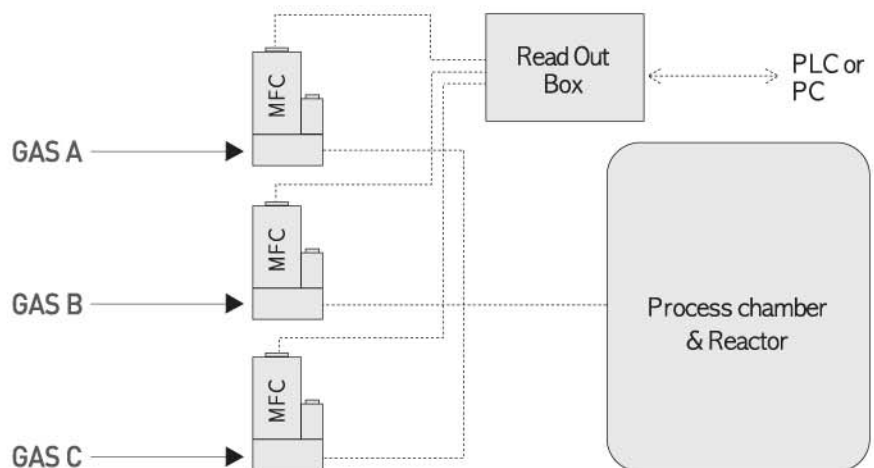 Read Out
Box
PLC or
PC
MFC
GAS A
MFC
GAS B
Process chamber
& Reactor
MFC
GAS C